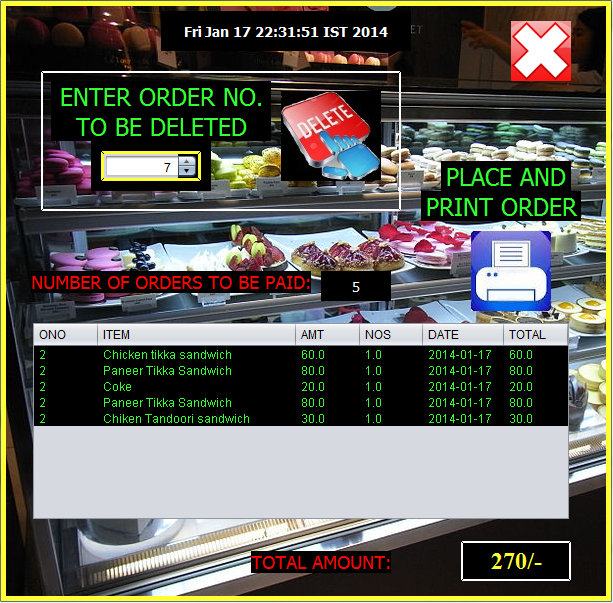 Fri Jan 17 22:31:51 IST 2014
ENTER ORDER NO.
TO BE DELETED
DELETE
7
PLACE AND
PRINT ORDER
NUMBER OF ORDERS TO BE PAID: 5
ONO ITEM AMT NOS DATE TOTAL
2 Chicken tikka sandwich 60.0 1.0 2014-01-17 60.0
2 Paneer Tikka Sandwich 80.0 1.0 2014-01-17 80.0
2 Coke 20.0 1.0 2014-01-17 20.0
2 Paneer Tikka Sandwich 80.0 1.0 2014-01-17 80.0
2 Chiken Tandoori sandwich 30.0 1.0 2014-01-17 30.0
TOTAL AMOUNT: 270/-